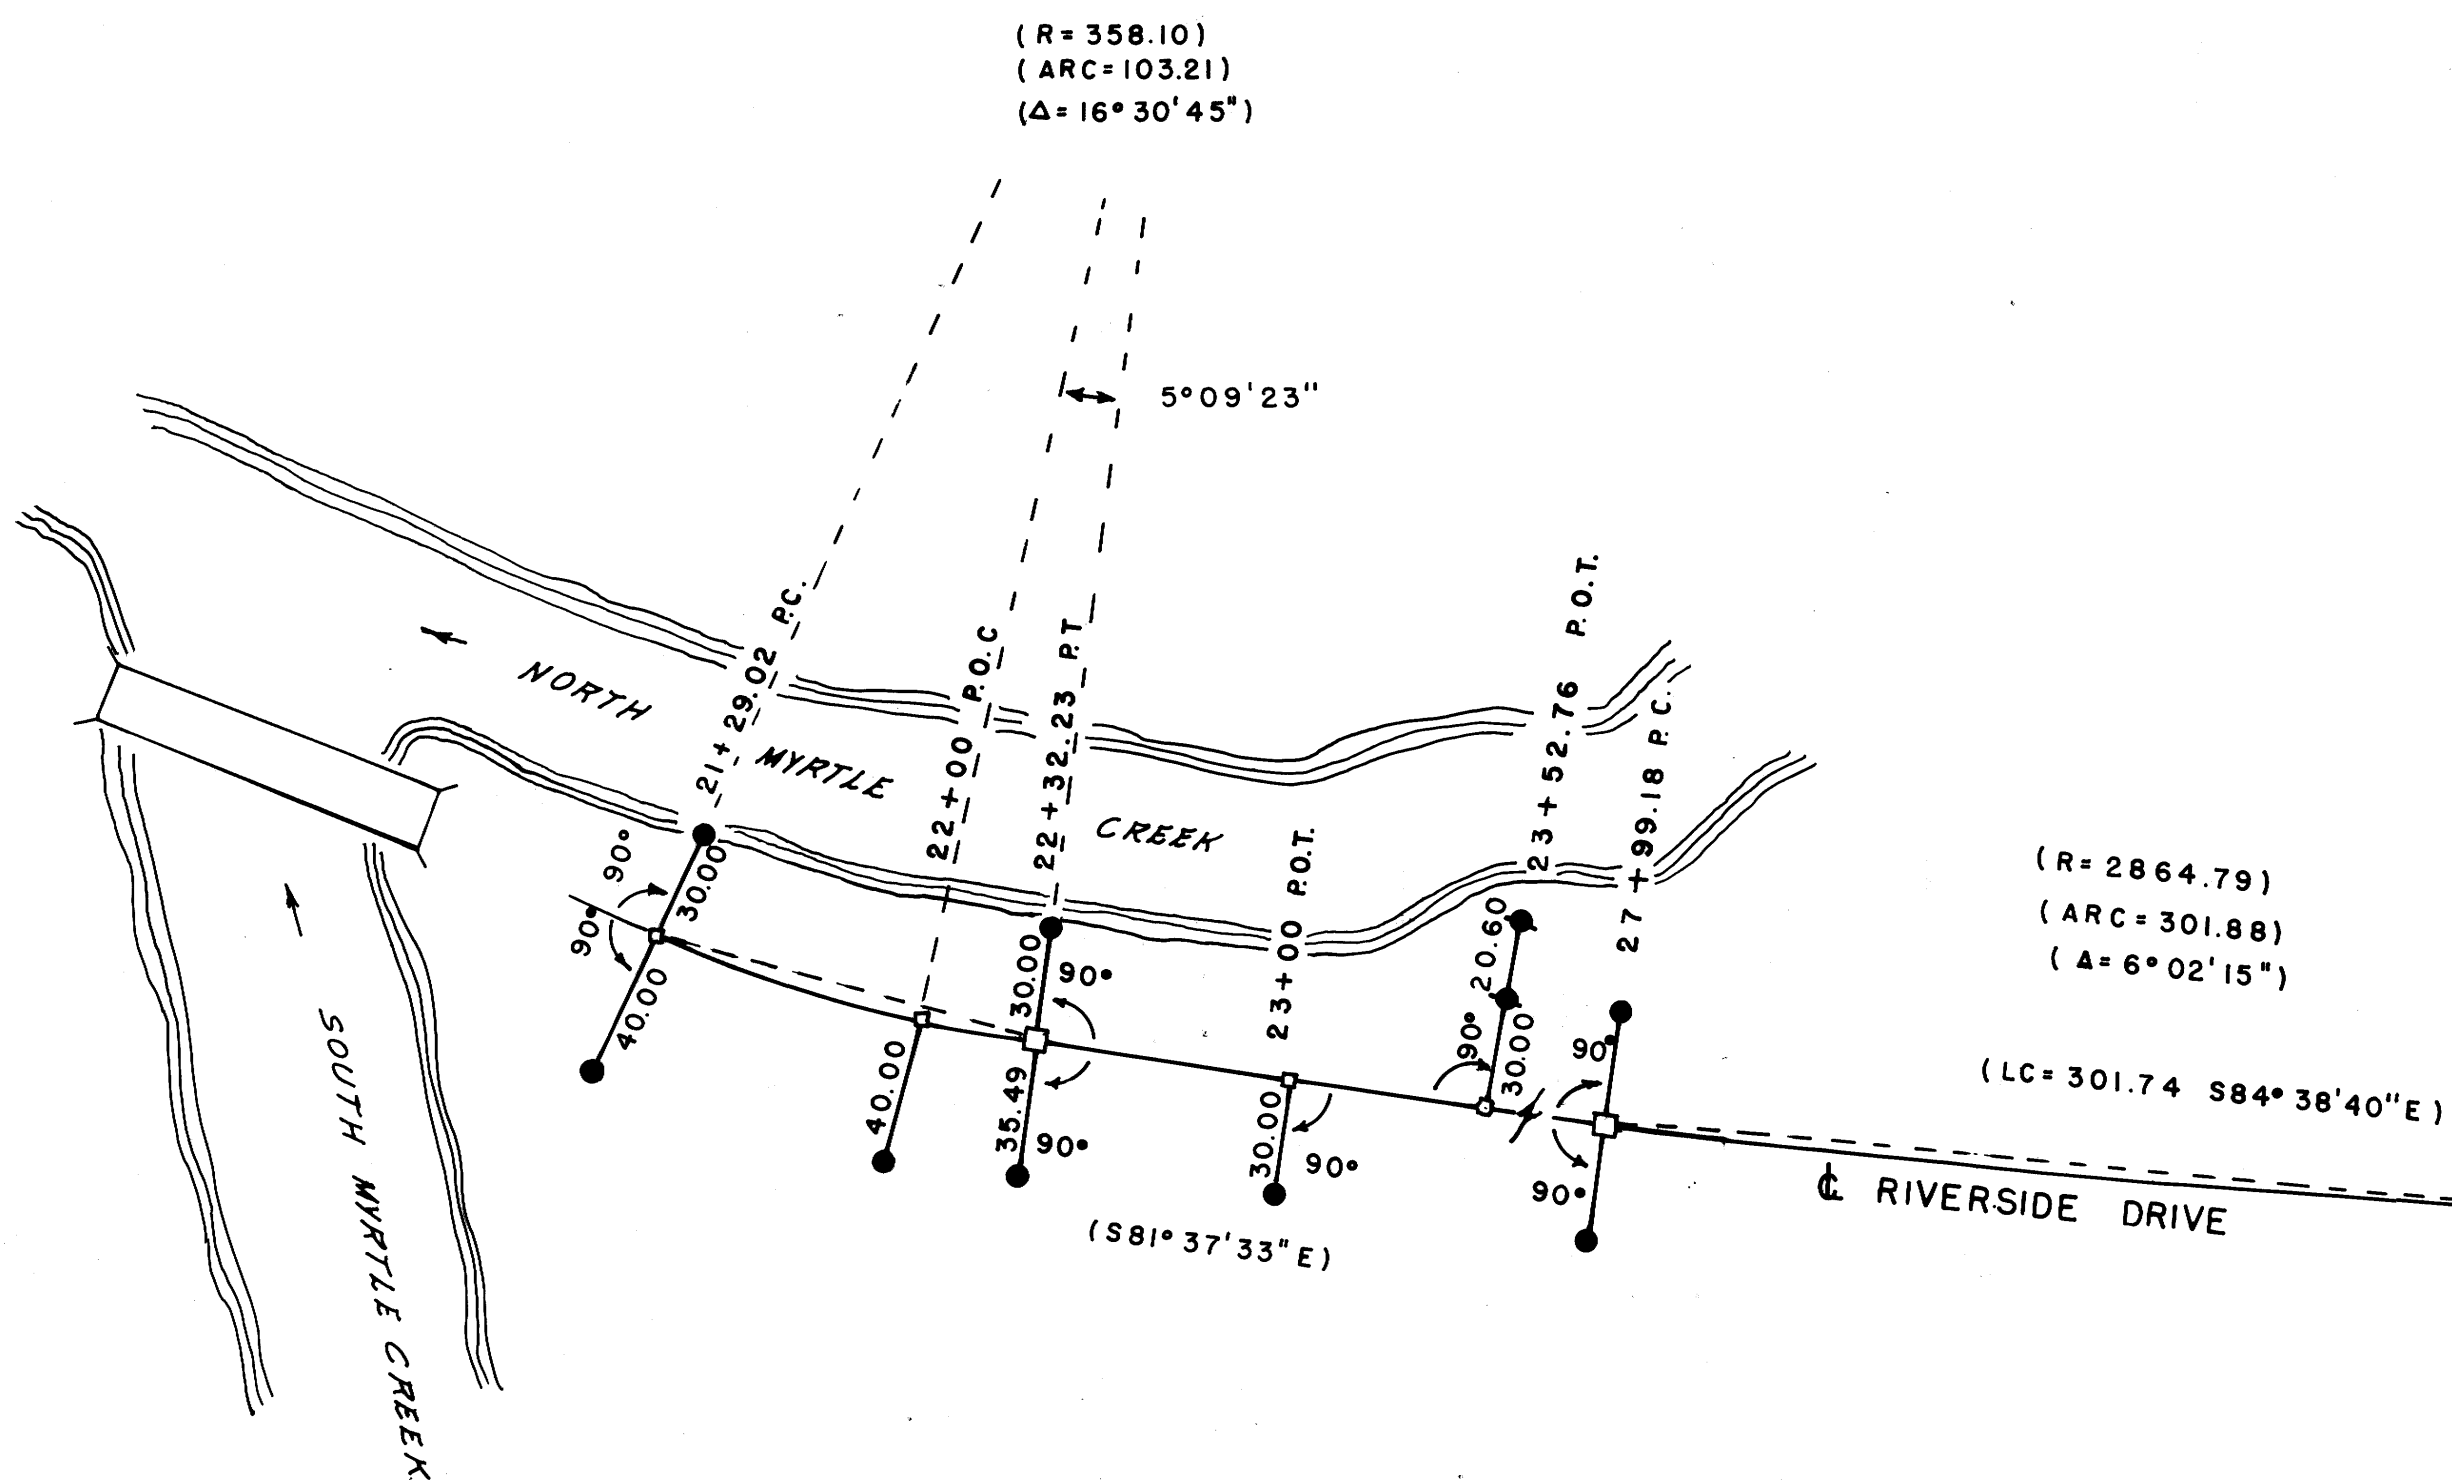 ( R = 358.10)
( ARC = 103.21)
(Δ = 16° 30' 45")
5° 09' 23"
21 + 29.02 P.C.
22 + 00 P.O.C
22 + 32.23 P.T
23 + 00 P.O.T.
23 + 52.76 P.O.T.
27 + 99.18 P.C.
NORTH
MYRTLE
CREEK
90°
30.00
90°
40.00
40.00
30.00
90°
35.49
90°
30.00
90°
20.60
90°
30.00
90°
90°
(S81° 37' 33" E)
(R = 2864.79)
( ARC = 301.88)
( Δ = 6° 02' 15")
(LC = 301.74 S84° 38' 40" E)
℄ RIVERSIDE DRIVE
SOUTH MYRTLE CREEK